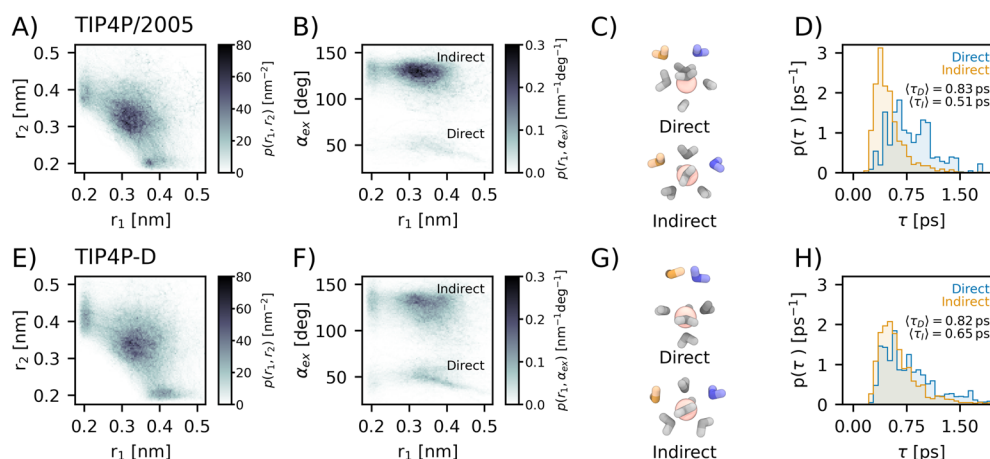 A) TIP4P/2005
0.5
0.4
0.3
0.2
r2 [nm]
0.2 0.3 0.4 0.5
r1 [nm]
80
60
40
20
0
p(r1, r2) [nm−2]
B)
150
100
50
αex [deg]
Indirect
Direct
0.2 0.3 0.4 0.5
r1 [nm]
0.3
0.2
0.1
0.0
p(r1, αex) [nm−1deg−1]
C)
Direct
Indirect
D)
3
2
1
0
p(τ ) [ps−1]
Direct
Indirect
⟨τD⟩ = 0.83 ps
⟨τI⟩ = 0.51 ps
0.00 0.75 1.50
τ [ps]
E) TIP4P-D
0.5
0.4
0.3
0.2
r2 [nm]
0.2 0.3 0.4 0.5
r1 [nm]
80
60
40
20
0
p(r1, r2) [nm−2]
F)
150
100
50
αex [deg]
Indirect
Direct
0.2 0.3 0.4 0.5
r1 [nm]
0.3
0.2
0.1
0.0
p(r1, αex) [nm−1deg−1]
G)
Direct
Indirect
H)
3
2
1
0
p(τ ) [ps−1]
Direct
Indirect
⟨τD⟩ = 0.82 ps
⟨τI⟩ = 0.65 ps
0.00 0.75 1.50
τ [ps]